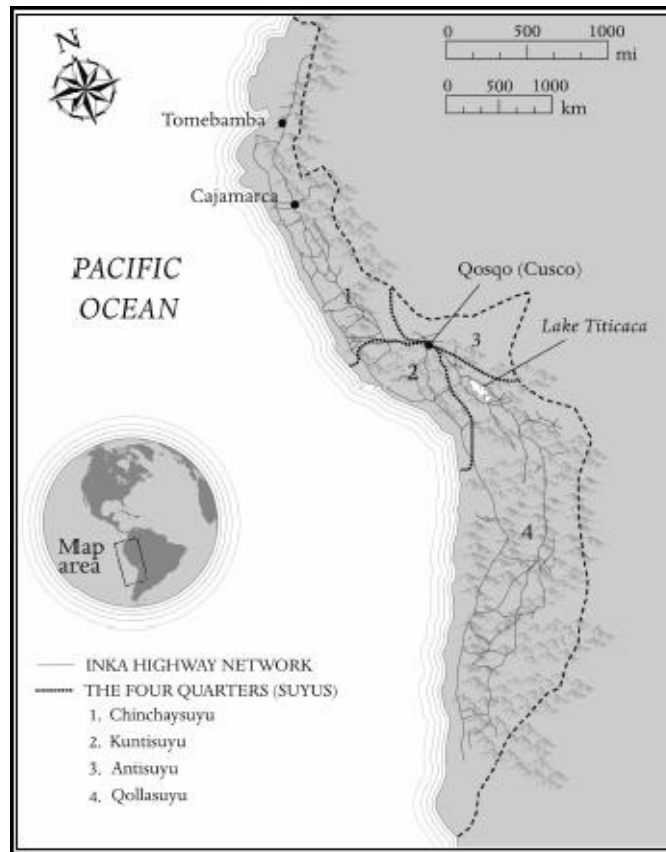 N
0 500 1000
mi
0 500 1000
km
Tomebamba
Cajamarca
PACIFIC
OCEAN
Qosqo (Cusco)
1
3
Lake Titicaca
2
4
Map
area
INKA HIGHWAY NETWORK
THE FOUR QUARTERS (SUYUS)
1. Chinchaysuyu
2. Kuntisuyu
3. Antisuyu
4. Qollasuyu